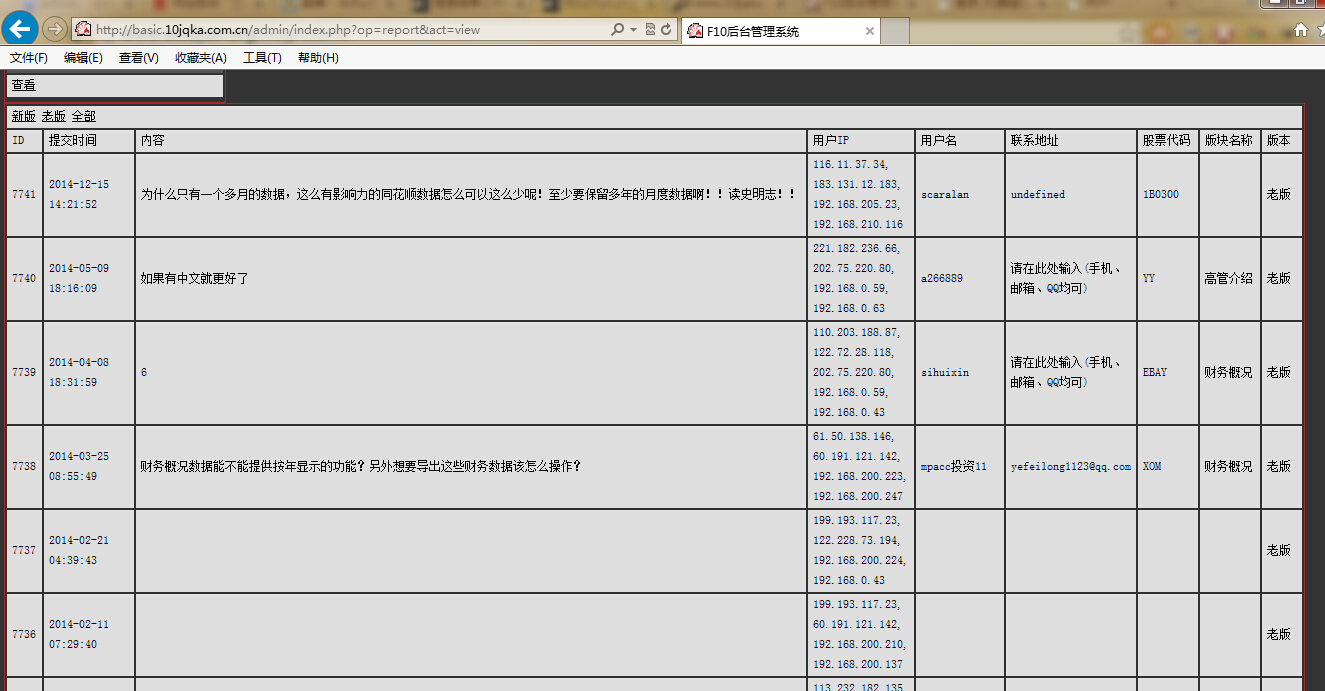 http://basic.10jqka.com.cn/admin/index.php?op=report&act=view
F10后台管理系统
文件(F) 编辑(E) 查看(V) 收藏夹(A) 工具(T) 帮助(H)
查看
新版 老版 全部
ID 提交时间 内容 用户IP 用户名 联系地址 股票代码 版块名称 版本
7741
2014-12-15
14:21:52
为什么只有一个多月的数据，这么有影响力的同花顺数据怎么可以这么少呢！至少要保留多年的月度数据啊！！读史明志！！
116.11.37.34,
183.131.12.183,
192.168.205.23,
192.168.210.116
scaralan
undefined
1B0300
老版
7740
2014-05-09
18:16:09
如果有中文就更好了
221.182.236.66,
202.75.220.80,
192.168.0.59,
192.168.0.63
a266889
请在此处输入(手机、
邮箱、QQ均可)
YY
高管介绍
老版
7739
2014-04-08
18:31:59
6
110.203.188.87,
122.72.28.118,
202.75.220.80,
192.168.0.59,
192.168.0.43
sihuixin
请在此处输入(手机、
邮箱、QQ均可)
EBAY
财务概况
老版
7738
2014-03-25
08:55:49
财务概况数据能不能提供按年显示的功能？另外想要导出这些财务数据该怎么操作？
61.50.138.146,
60.191.121.142,
192.168.200.223,
192.168.200.247
mpacc投资11
yefeilong1123@qq.com
XOM
财务概况
老版
7737
2014-02-21
04:39:43
199.193.117.23,
122.228.73.194,
192.168.200.224,
192.168.0.43
老版
7736
2014-02-11
07:29:40
199.193.117.23,
60.191.121.142,
192.168.200.210,
192.168.200.137
老版
113.232.182.135